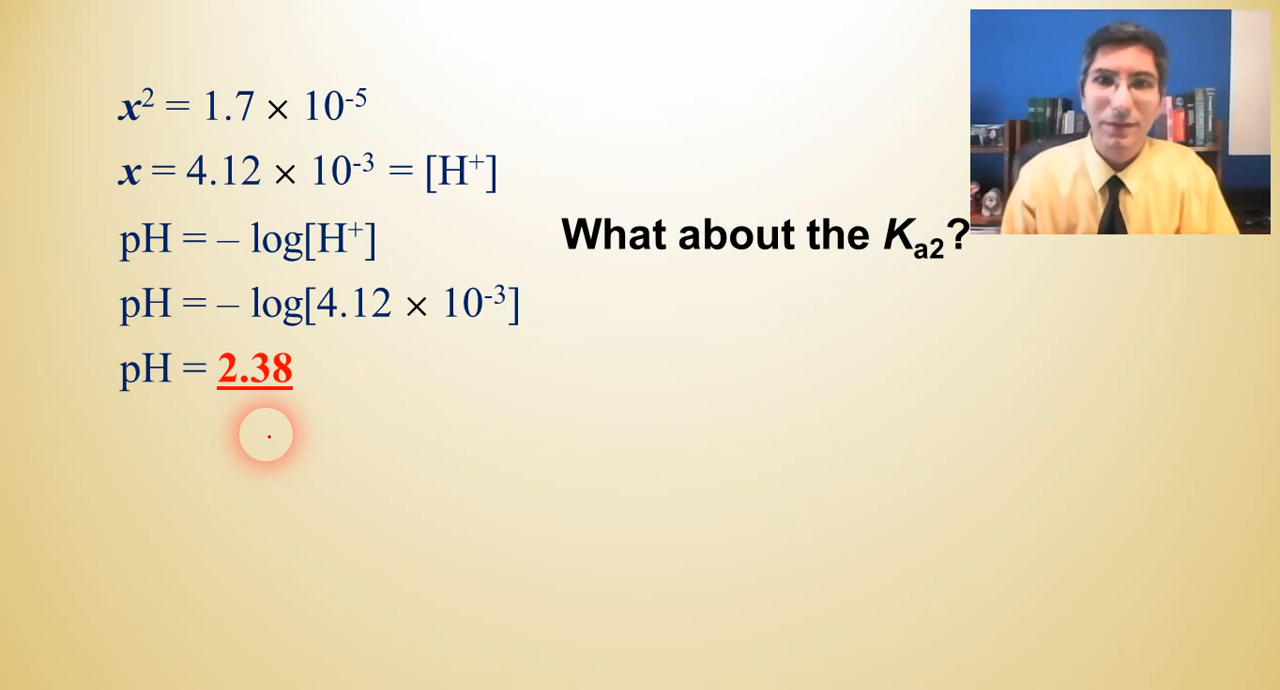 x² = 1.7 × 10⁻⁵
x = 4.12 × 10⁻³ = [H⁺]
pH = – log[H⁺]
What about the Kₐ₂?
pH = – log[4.12 × 10⁻³]
pH = 2.38